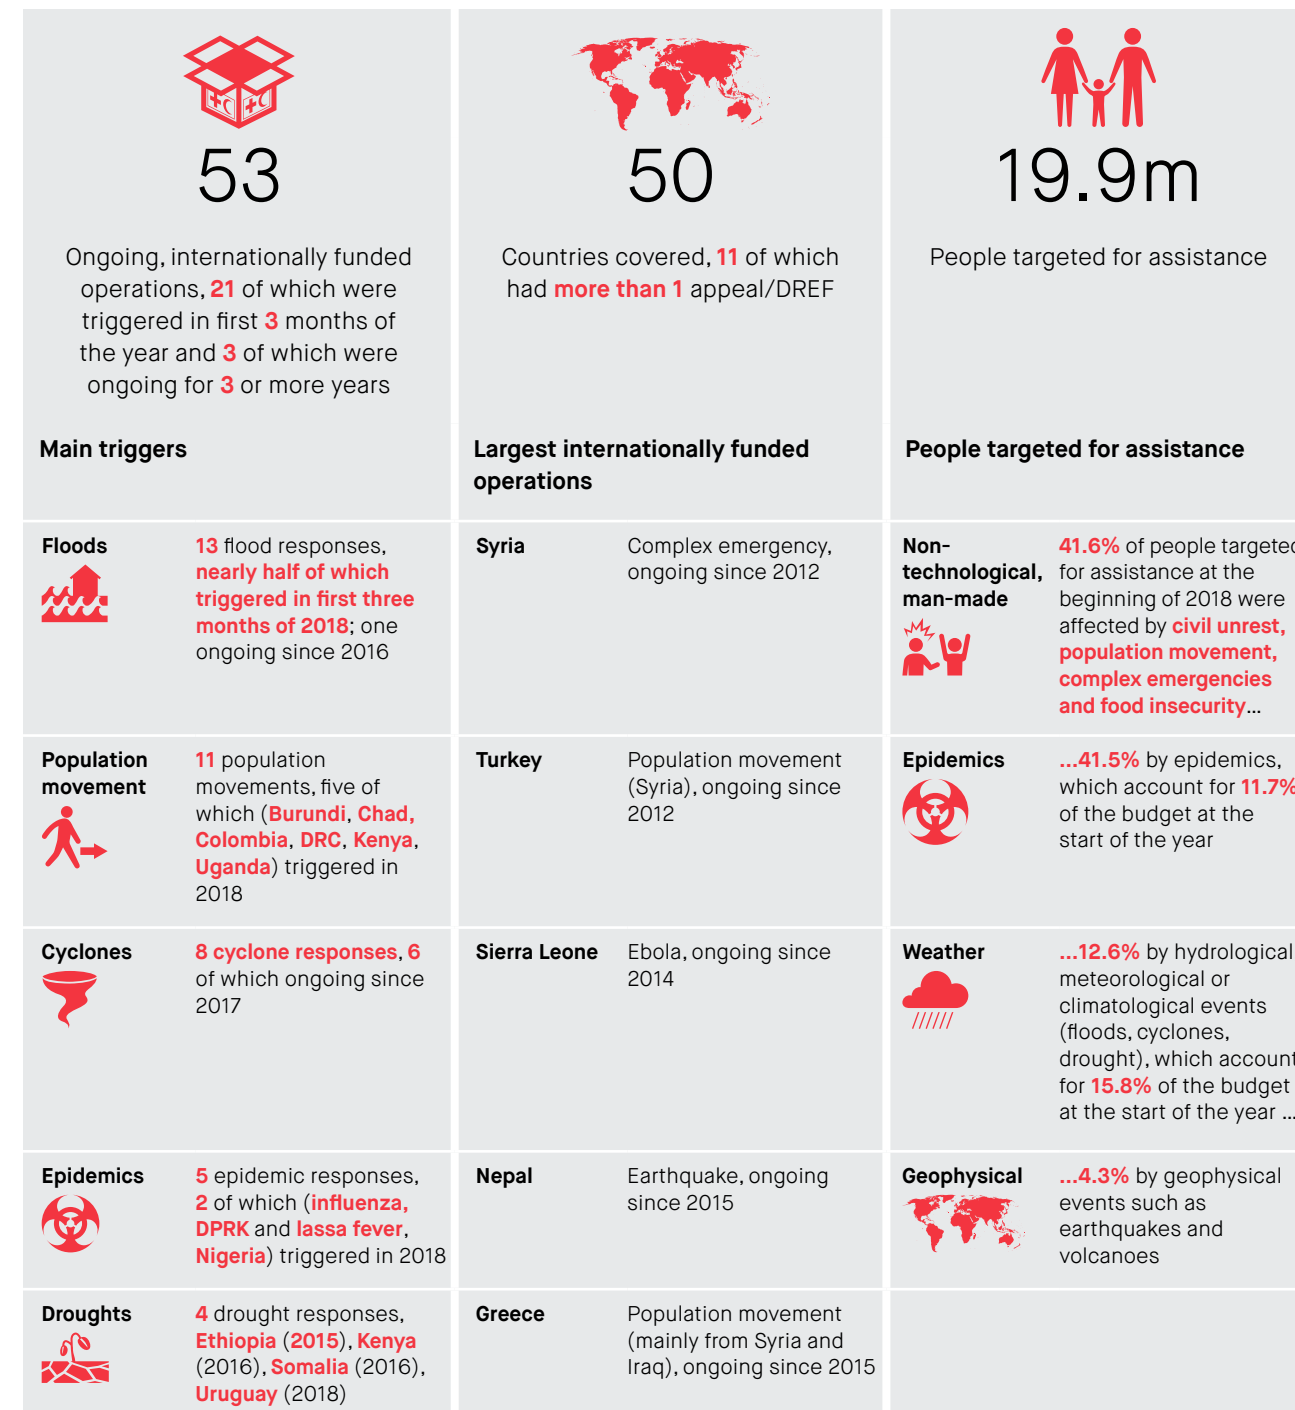 53
Ongoing, internationally funded
operations, 21 of which were
triggered in first 3 months of
the year and 3 of which were
ongoing for 3 or more years
50
Countries covered, 11 of which
had more than 1 appeal/DREF
19.9m
People targeted for assistance
Main triggers
Floods
13 flood responses,
nearly half of which
triggered in first three
months of 2018; one
ongoing since 2016
Population
movement
11 population
movements, five of
which (Burundi, Chad,
Colombia, DRC, Kenya,
Uganda) triggered in
2018
Cyclones
8 cyclone responses, 6
of which ongoing since
2017
Epidemics
5 epidemic responses,
2 of which (influenza,
DPRK and lassa fever,
Nigeria) triggered in 2018
Droughts
4 drought responses,
Ethiopia (2015), Kenya
(2016), Somalia (2016),
Uruguay (2018)
Largest internationally funded
operations
Syria
Complex emergency,
ongoing since 2012
Turkey
Population movement
(Syria), ongoing since
2012
Sierra Leone
Ebola, ongoing since
2014
Nepal
Earthquake, ongoing
since 2015
Greece
Population movement
(mainly from Syria and
Iraq), ongoing since 2015
People targeted for assistance
Non-
technological,
man-made
41.6% of people targeted
for assistance at the
beginning of 2018 were
affected by civil unrest,
population movement,
complex emergencies
and food insecurity...
Epidemics
...41.5% by epidemics,
which account for 11.7%
of the budget at the
start of the year
Weather
...12.6% by hydrological
meteorological or
climatological events
(floods, cyclones,
drought), which account
for 15.8% of the budget
at the start of the year ...
Geophysical
...4.3% by geophysical
events such as
earthquakes and
volcanoes